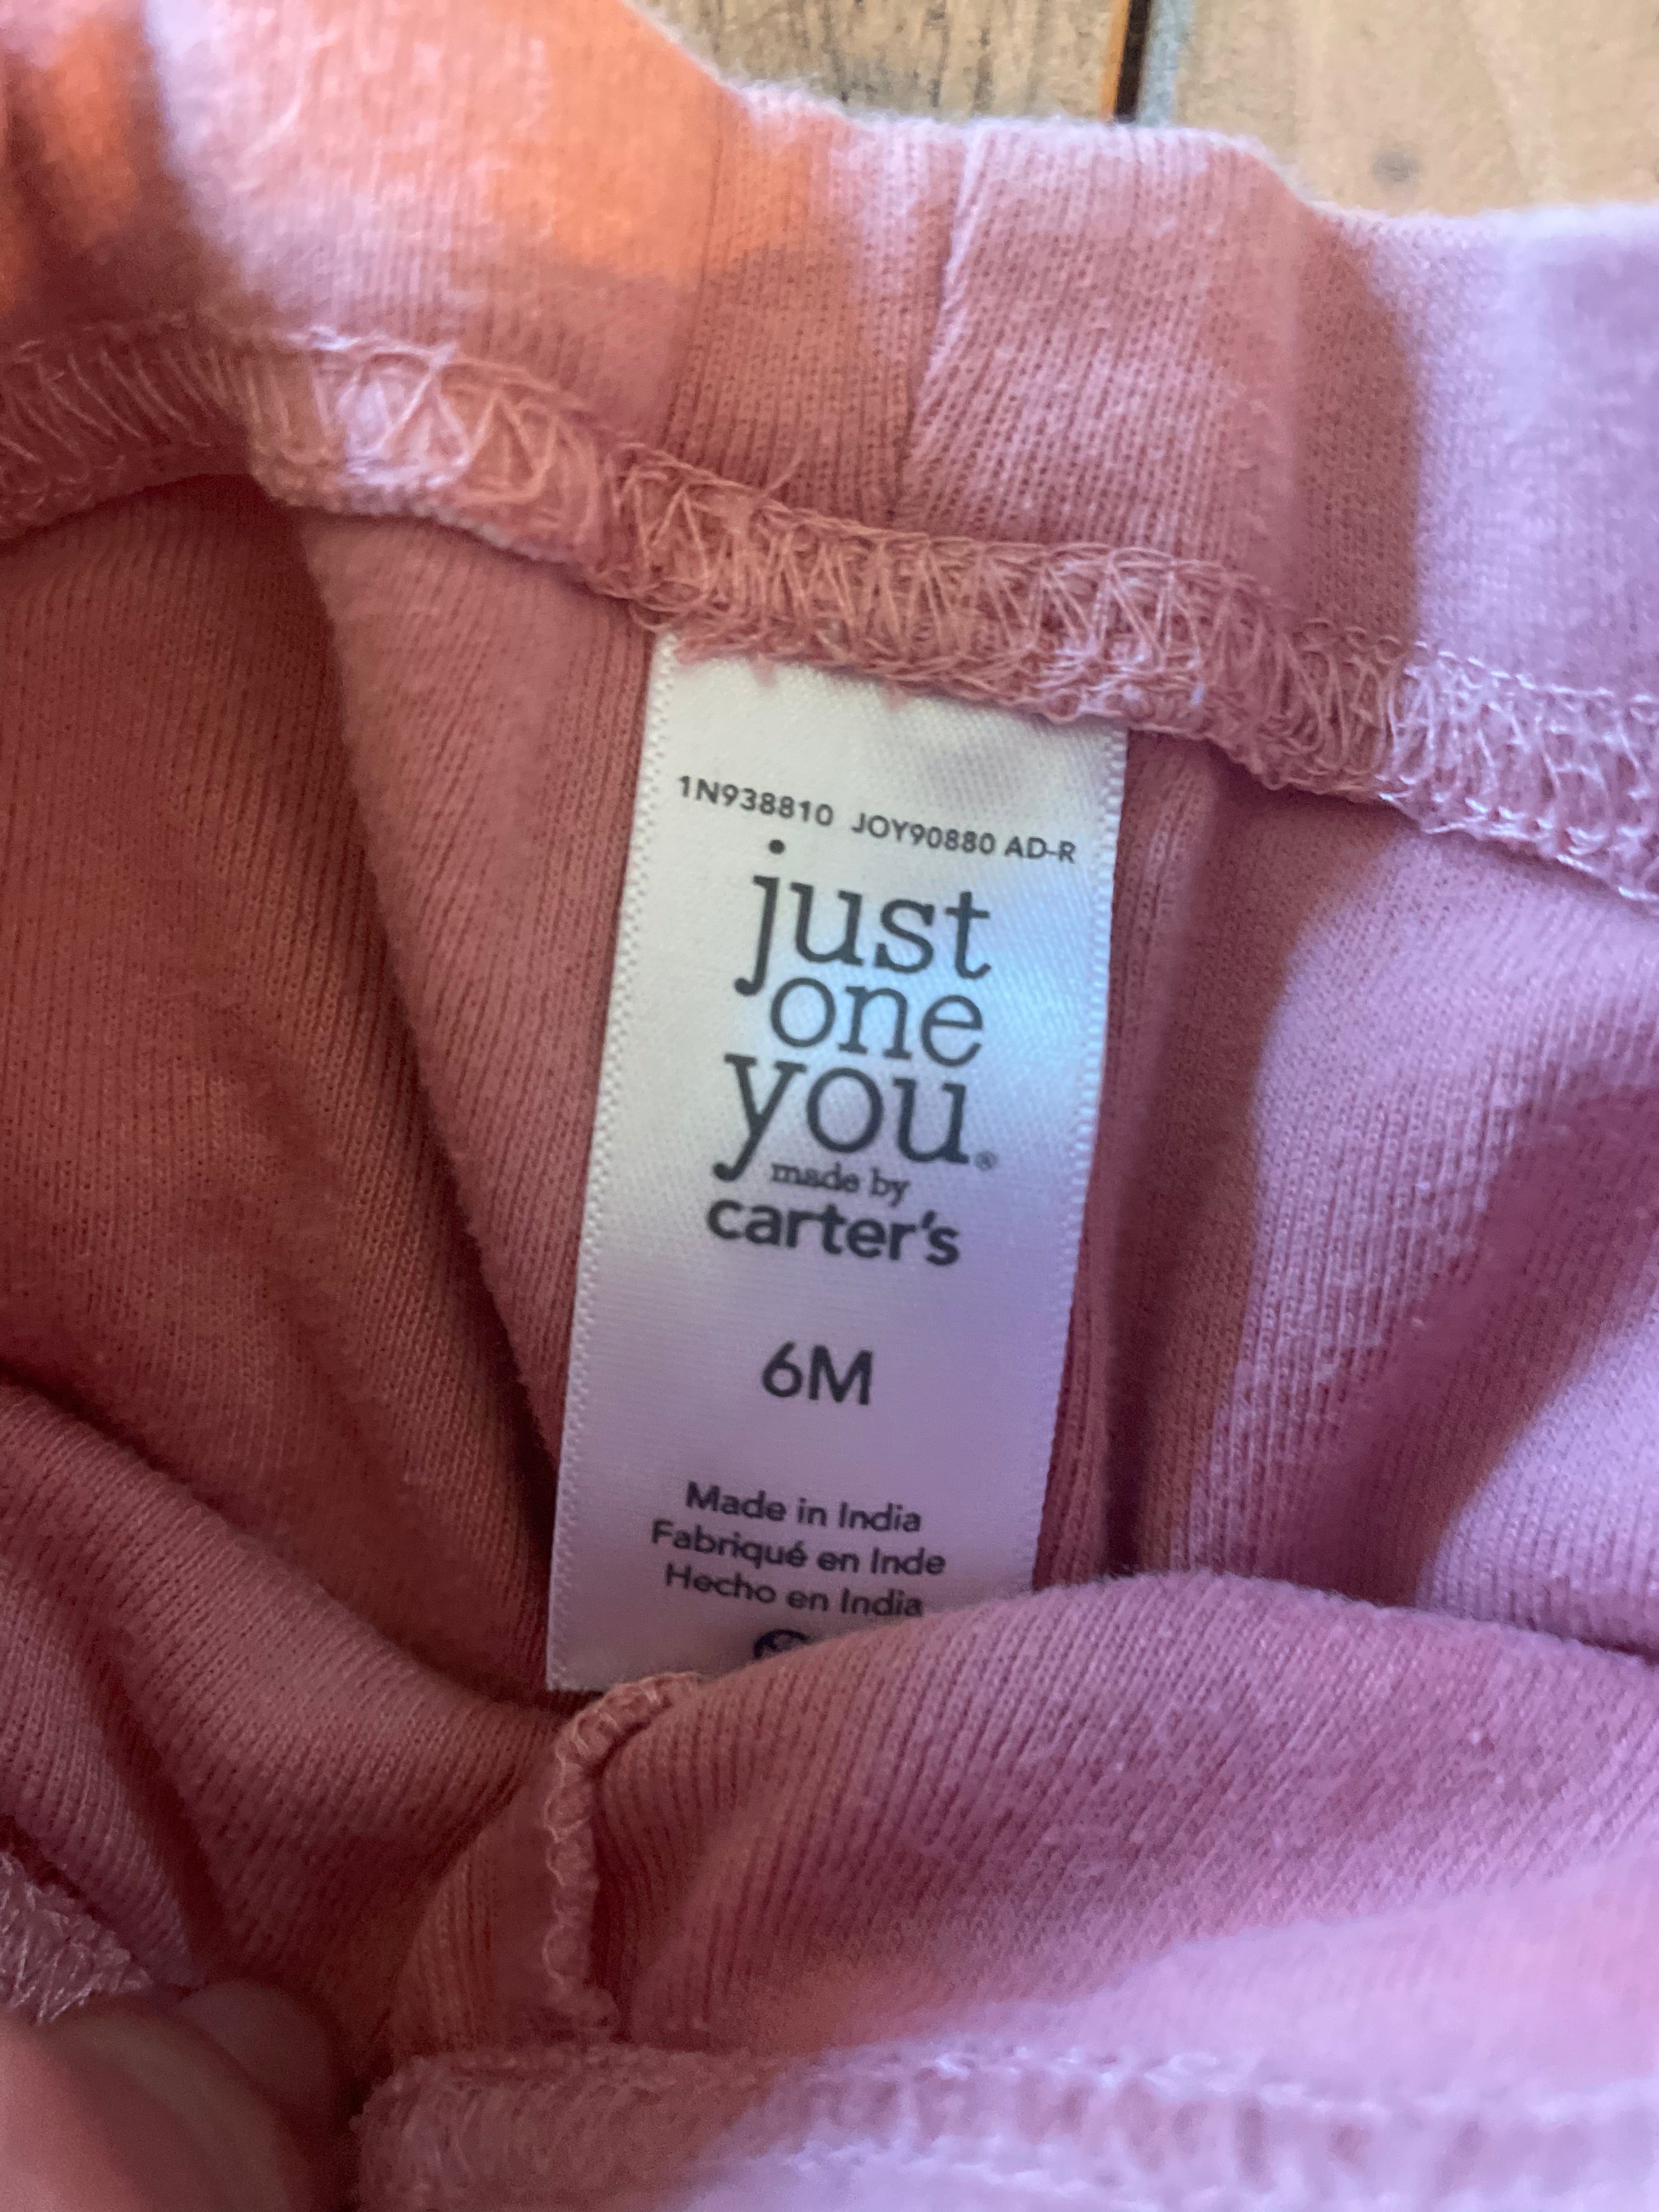 1N938810 JOY90880 AD-R
just
one
you®
made by
carter's
6M
Made in India
Fabriqué en Inde
Hecho en India